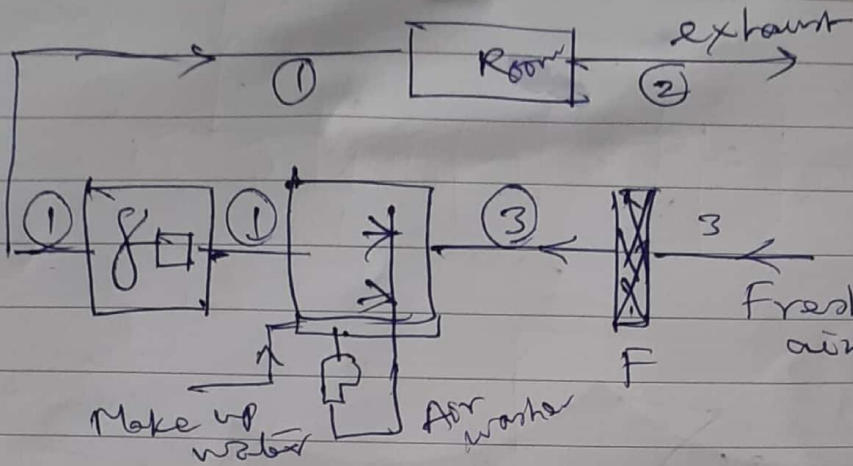 exhaust
Room
①
②
①
①
③
3
Fresh
air
F
Make up
water
Air
washer